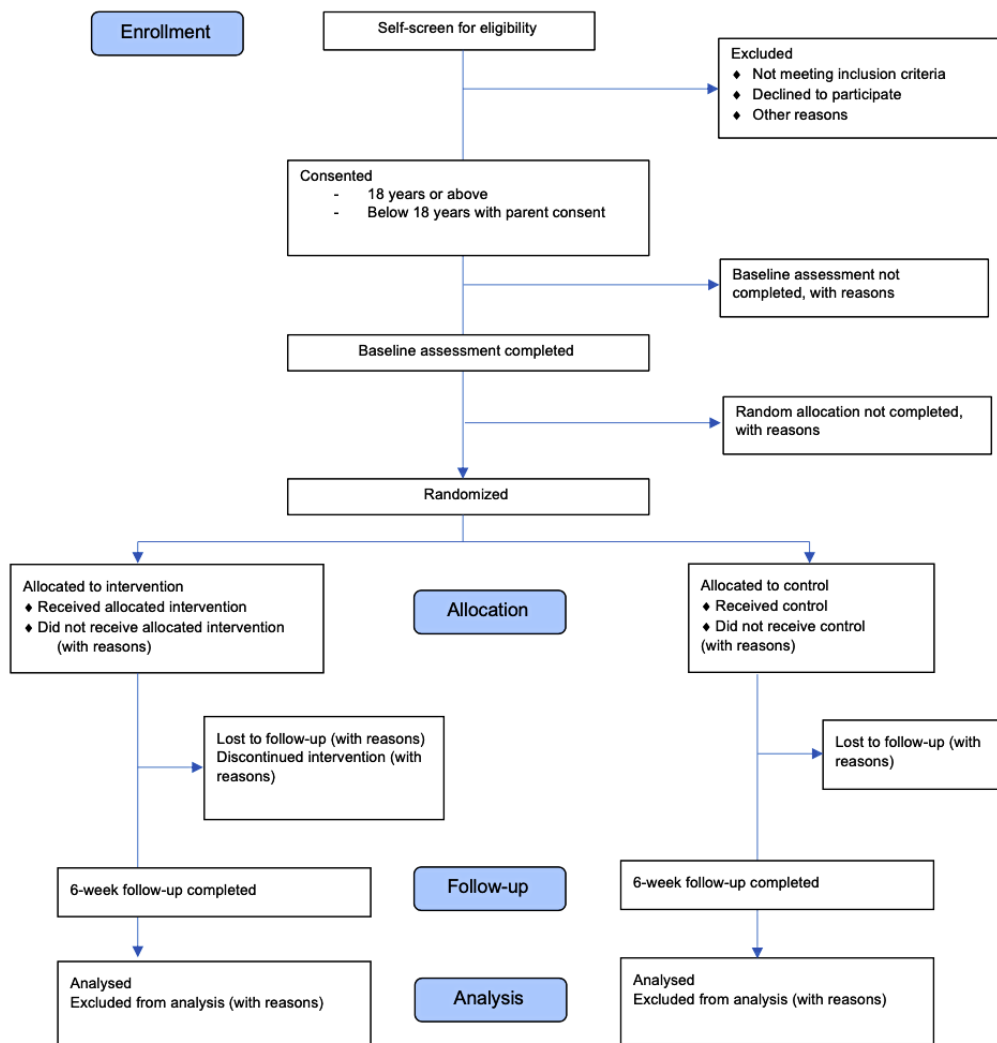 Enrollment
Self-screen for eligibility
Excluded
♦ Not meeting inclusion criteria
♦ Declined to participate
♦ Other reasons
Consented
- 18 years or above
- Below 18 years with parent consent
Baseline assessment not
completed, with reasons
Baseline assessment completed
Random allocation not completed,
with reasons
Randomized
Allocated to intervention
♦ Received allocated intervention
♦ Did not receive allocated intervention
(with reasons)
Allocation
Allocated to control
♦ Received control
♦ Did not receive control
(with reasons)
Lost to follow-up (with reasons)
Discontinued intervention (with
reasons)
Lost to follow-up (with
reasons)
6-week follow-up completed
Follow-up
6-week follow-up completed
Analysed
Excluded from analysis (with reasons)
Analysis
Analysed
Excluded from analysis (with reasons)